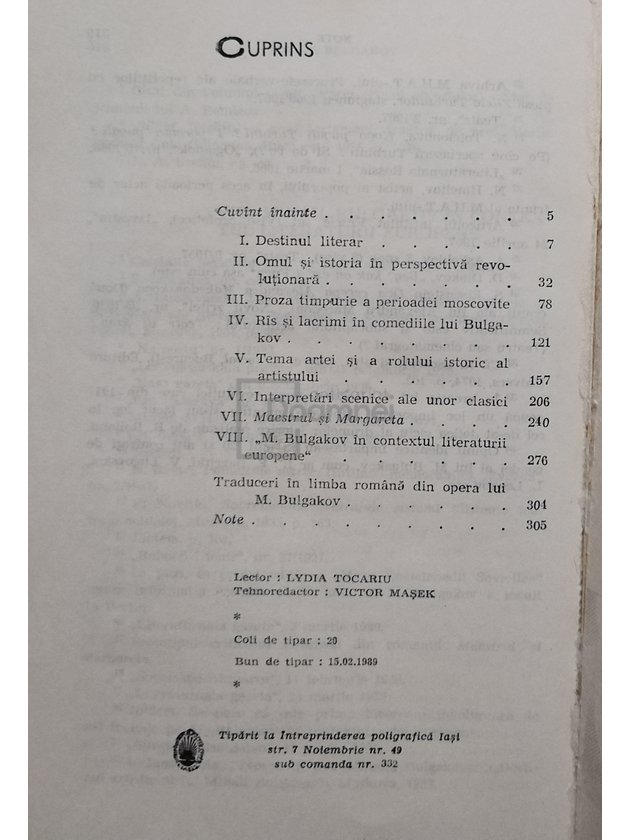 CUPRINS
Cuvînt înainte . . . . . . . 5
I. Destinul literar . . . . . 7
II. Omul și istoria în perspectivă revo-
luționară . . . . . . . 32
III. Proza timpurie a perioadei moscovite 78
IV. Rîs și lacrimi în comediile lui Bulga-
kov . . . . . . . . 121
V. Tema artei și a rolului istoric al
artistului . . . . . . . 157
VI. Interpretări scenice ale unor clasici 206
VII. Maestrul și Margareta . . . . 240
VIII. „M. Bulgakov în contextul literaturii
europene“ . . . . . . 276
Traduceri în limba română din opera lui
M. Bulgakov . . . . . . 304
Note . . . . . . . . . 305
Lector : LYDIA TOCARIU
Tehnoredactor : VICTOR MAȘEK
*
Coli de tipar : 20
Bun de tipar : 15.02.1989
*
Tipărit la Intreprinderea poligrafică Iași
str. 7 Noiembrie nr. 49
sub comanda nr. 332